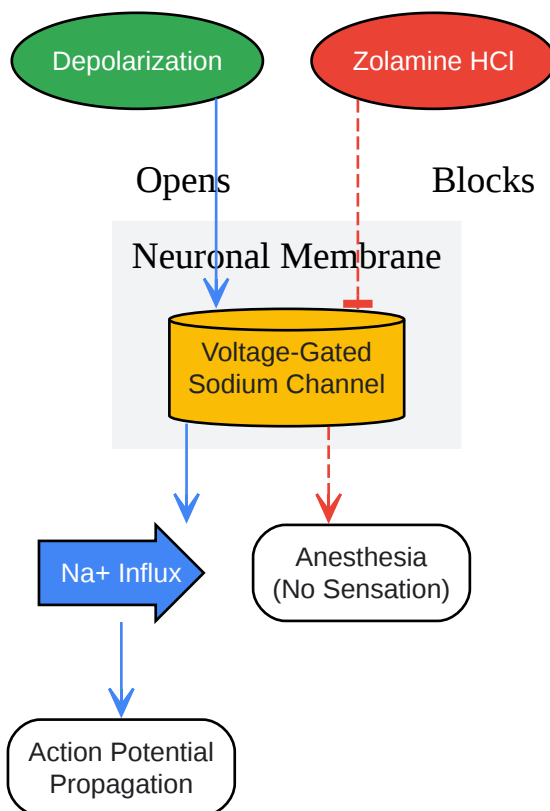 Depolarization
Zolamine HCl
Opens
Blocks
Neuronal Membrane
Voltage-Gated
Sodium Channel
Na+ Influx
Anesthesia
(No Sensation)
Action Potential
Propagation